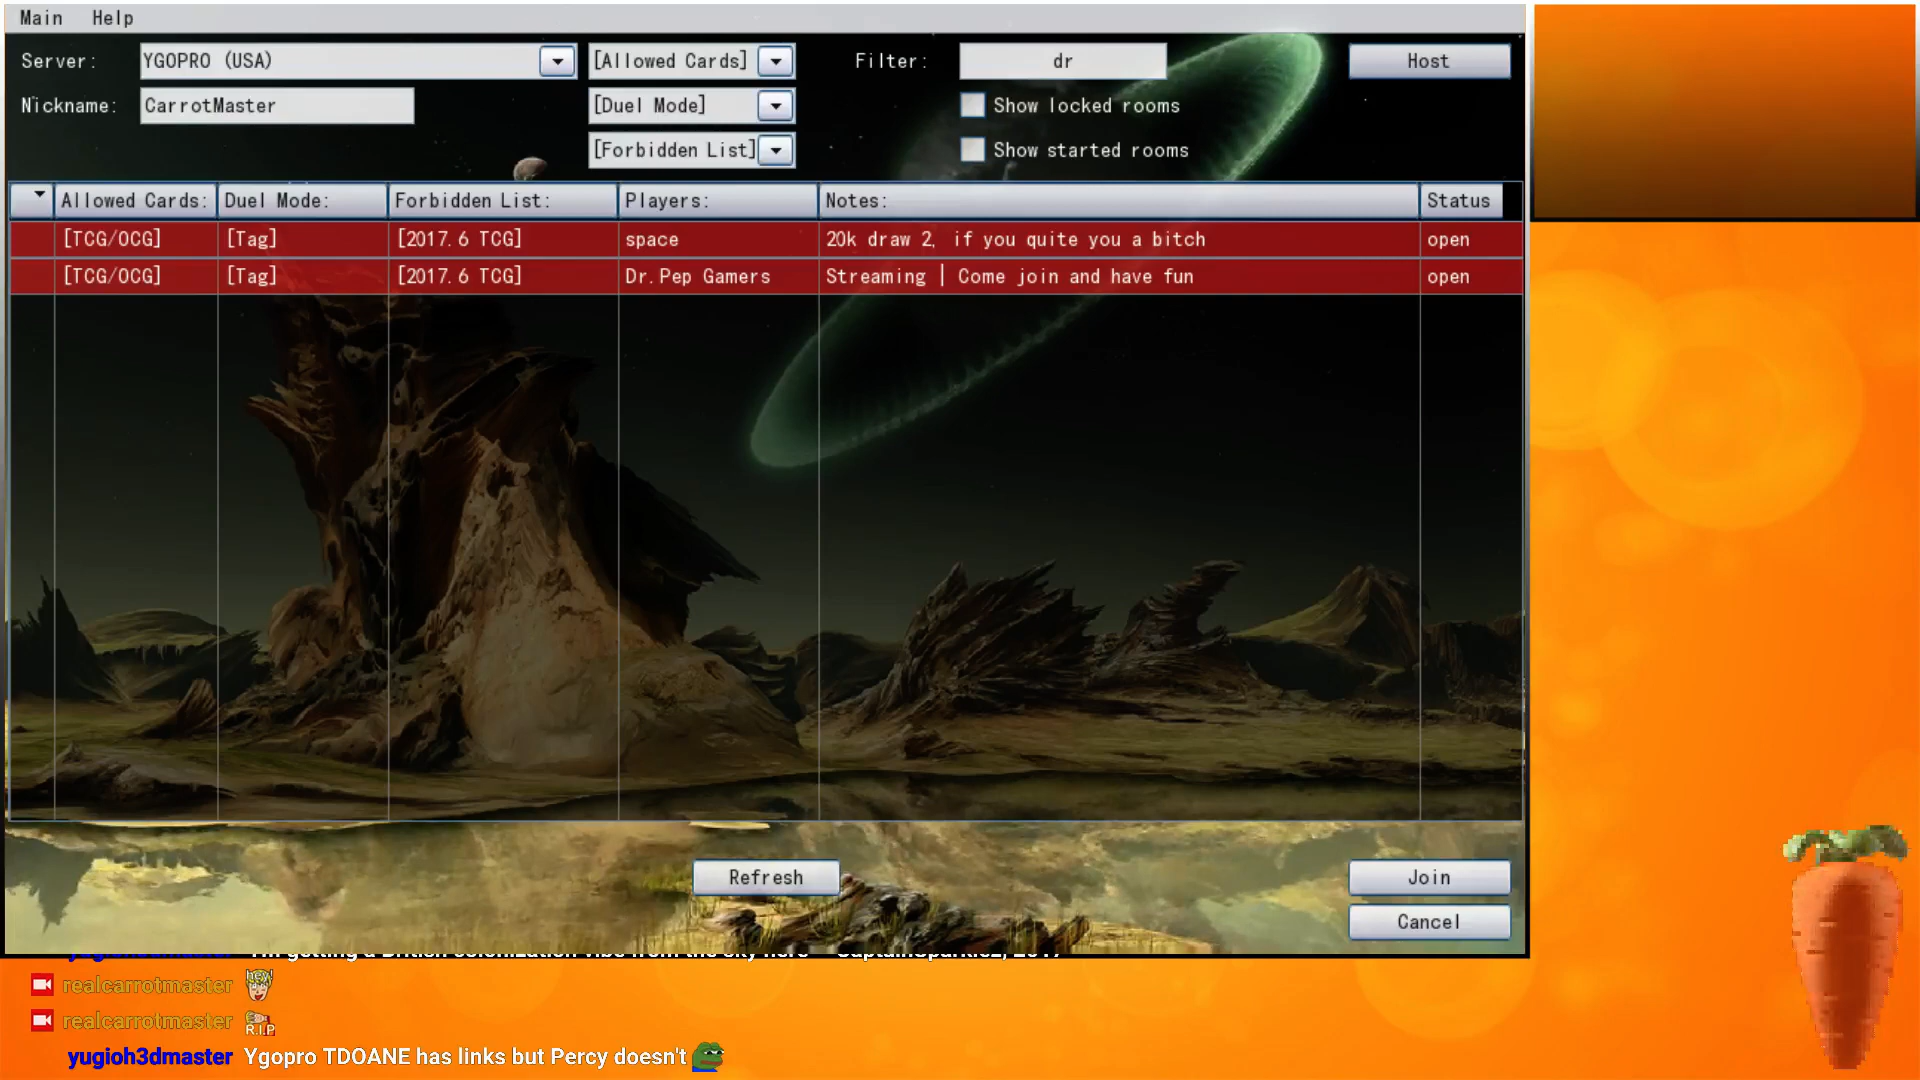 Main Help
Server: YGOPRO (USA) [Allowed Cards] Filter: dr Host
Nickname: CarrotMaster [Duel Mode] Show locked rooms
[Forbidden List] Show started rooms
Allowed Cards: Duel Mode: Forbidden List: Players: Notes: Status
[TCG/OCG] [Tag] [2017.6 TCG] space 20k draw 2, if you quite you a bitch open
[TCG/OCG] [Tag] [2017.6 TCG] Dr.Pep Gamers Streaming | Come join and have fun open
Refresh Join
Cancel
realcarrotmaster hey!
realcarrotmaster R.I.P
yugioh3dmaster Ygopro TDOANE has links but Percy doesn't